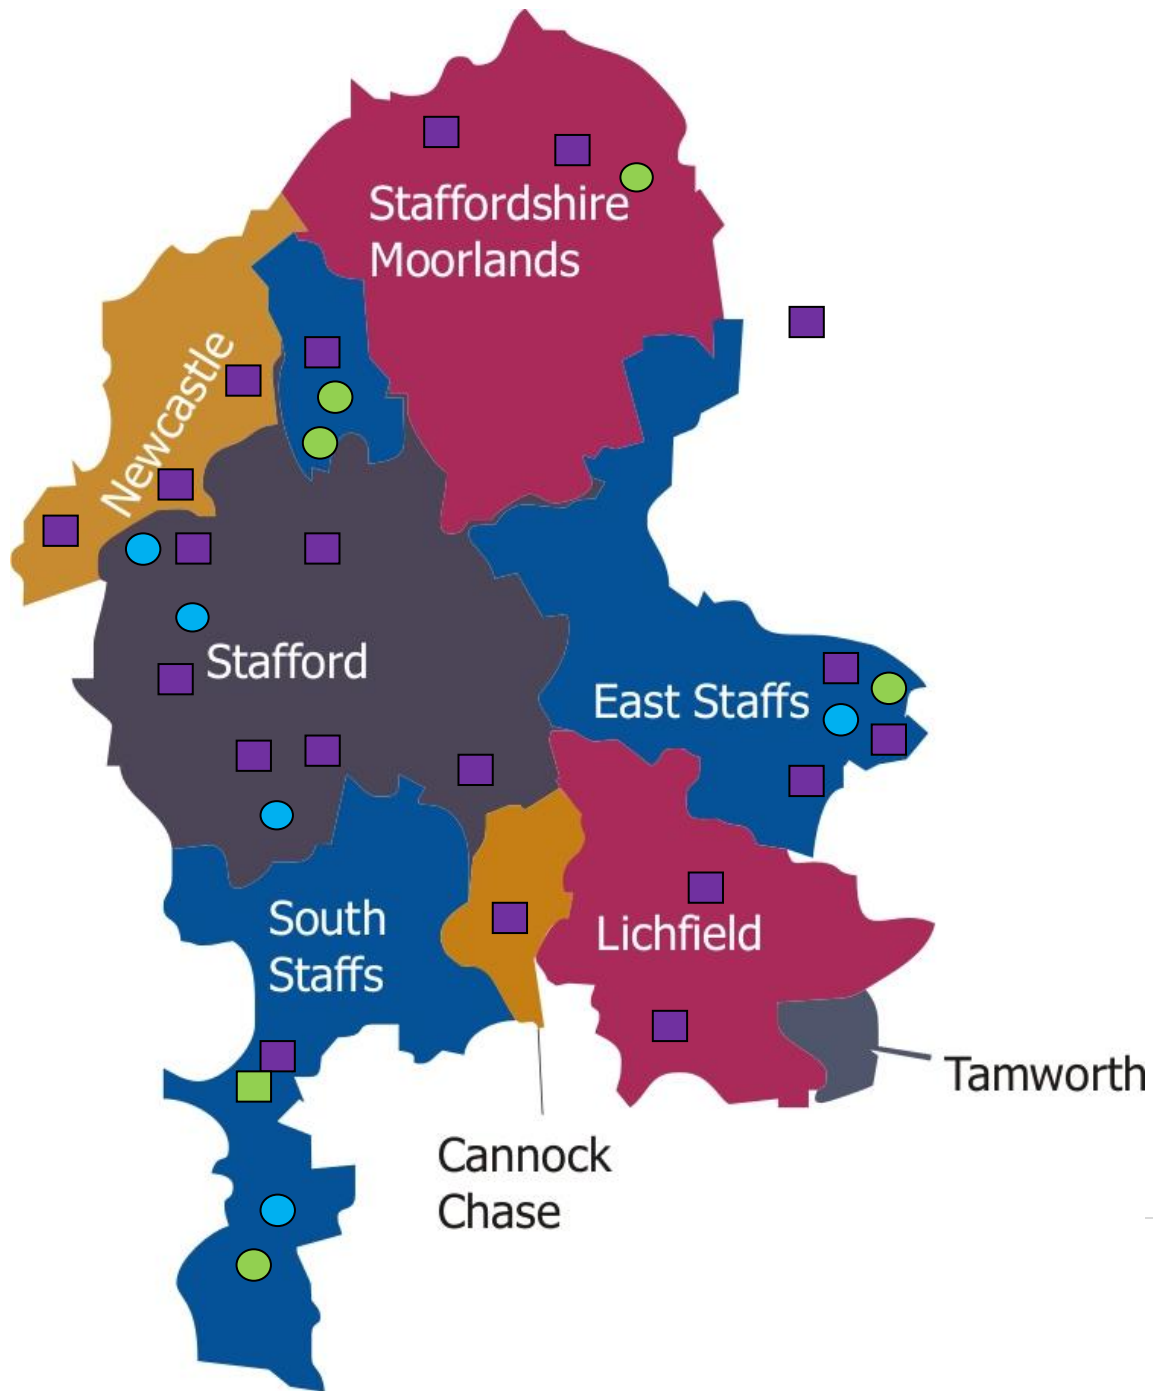 Staffordshire
Moorlands
Newcastle
Stafford
East Staffs
South
Staffs
Lichfield
Tamworth
Cannock
Chase